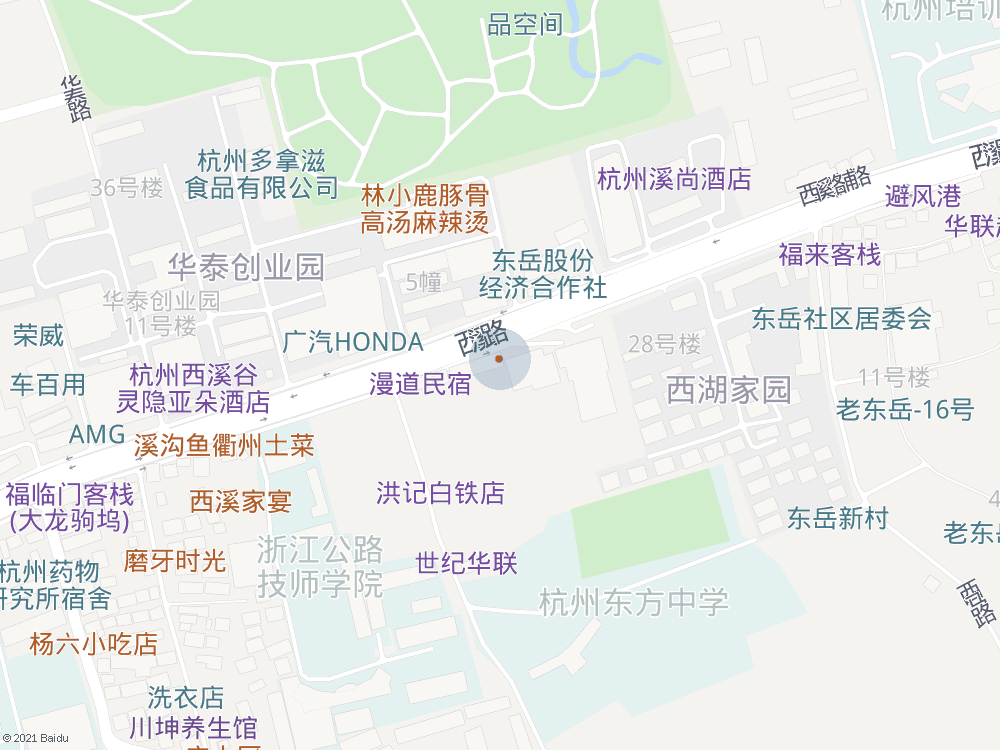 品空间
杭州培训
华泰路
西溪路
杭州多拿滋
食品有限公司
36号楼
林小鹿豚骨
高汤麻辣烫
杭州溪尚酒店
西溪辅路
避风港
华联超
福来客栈
东岳股份
经济合作社
华泰创业园
5幢
华泰创业园
11号楼
荣威
广汽HONDA
西溪路
28号楼
东岳社区居委会
车百用
杭州西溪谷
灵隐亚朵酒店
漫道民宿
西湖家园
11号楼
老东岳-16号
AMG
溪沟鱼衢州土菜
福临门客栈
(大龙驹坞)
西溪家宴
洪记白铁店
东岳新村
4
老东岳
杭州药物
研究所宿舍
磨牙时光
浙江公路
技师学院
世纪华联
杭州东方中学
杨六小吃店
洗衣店
川坤养生馆
© 2021 Baidu